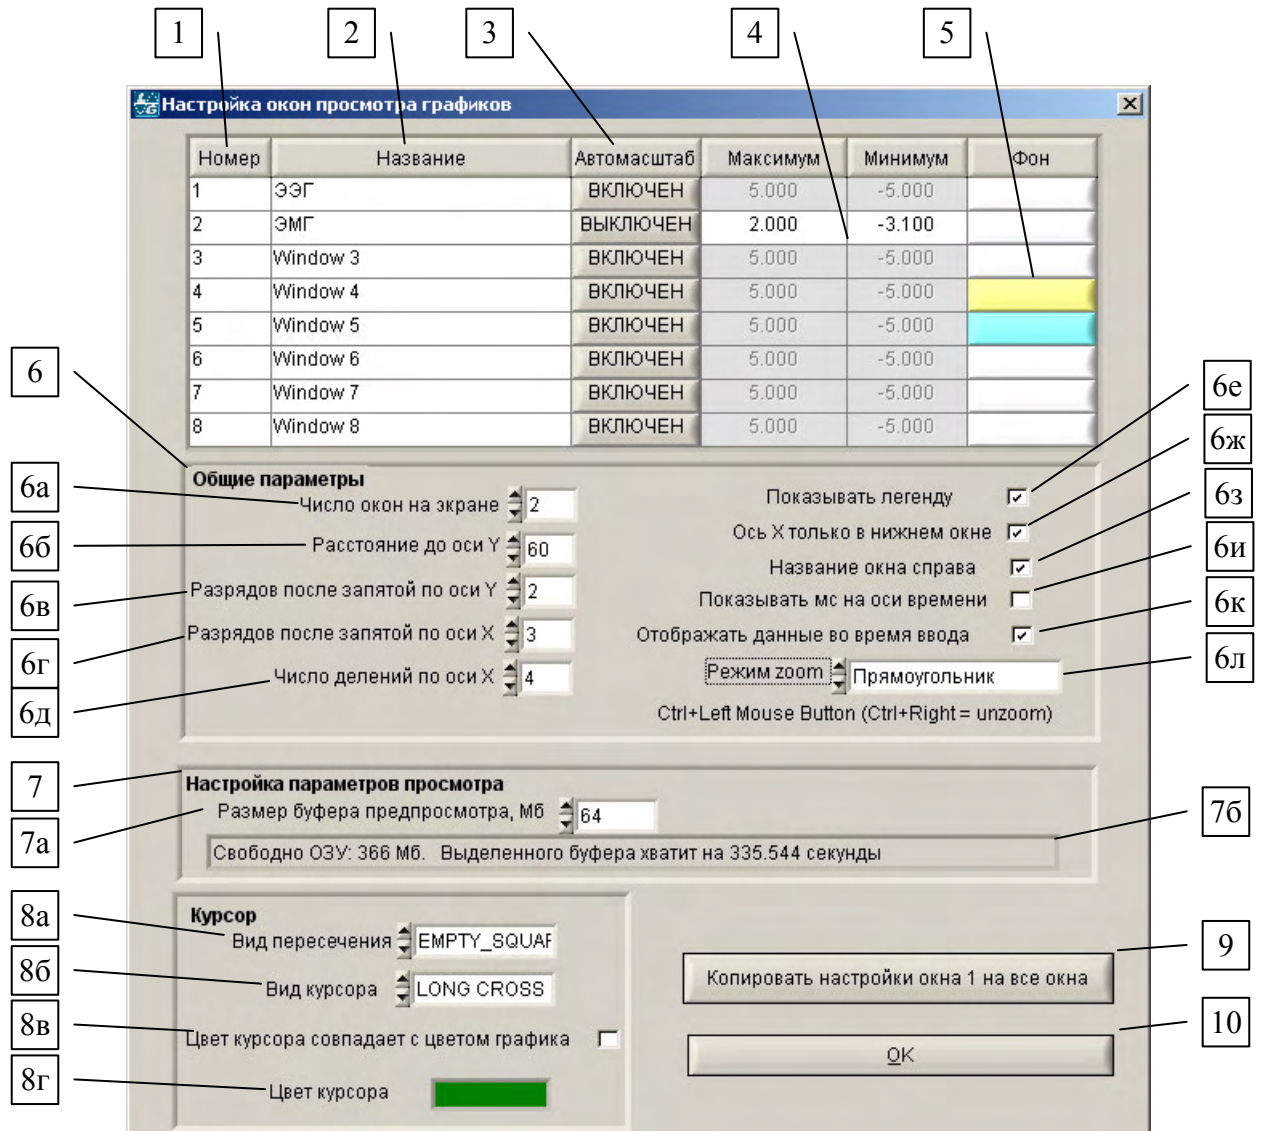 1 2 3 4 5
Настройка окон просмотра графиков
Номер Название Автомасштаб Максимум Минимум Фон
1 ЭЭГ ВКЛЮЧЕН 5.000 -5.000
2 ЭМГ ВЫКЛЮЧЕН 2.000 -3.100
3 Window 3 ВКЛЮЧЕН 5.000 -5.000
4 Window 4 ВКЛЮЧЕН 5.000 -5.000
5 Window 5 ВКЛЮЧЕН 5.000 -5.000
6 Window 6 ВКЛЮЧЕН 5.000 -5.000
7 Window 7 ВКЛЮЧЕН 5.000 -5.000
8 Window 8 ВКЛЮЧЕН 5.000 -5.000
6
Общие параметры
6а Число окон на экране 2
6б Расстояние до оси Y 60
6в Разрядов после запятой по оси Y 2
6г Разрядов после запятой по оси X 3
6д Число делений по оси X 4
Показывать легенду 6е
Ось X только в нижнем окне 6ж
Название окна справа 6з
Показывать мс на оси времени 6и
Отображать данные во время ввода 6к
Режим zoom Прямоугольник 6л
Ctrl+Left Mouse Button (Ctrl+Right = unzoom)
7
Настройка параметров просмотра
7а Размер буфера предпросмотра, Мб 64
Свободно ОЗУ: 366 Мб. Выделенного буфера хватит на 335.544 секунды 7б
Курсор
8а Вид пересечения EMPTY_SQUAR
8б Вид курсора LONG CROSS
8в Цвет курсора совпадает с цветом графика
8г Цвет курсора
Копировать настройки окна 1 на все окна 9
OK 10